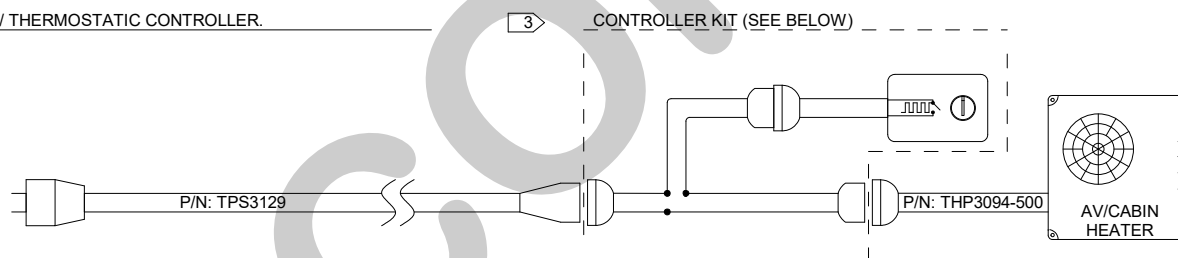 / THERMOSTATIC CONTROLLER.
3
CONTROLLER KIT (SEE BELOW)
P/N: TPS3129
P/N: THP3094-500
AV/CABIN
HEATER